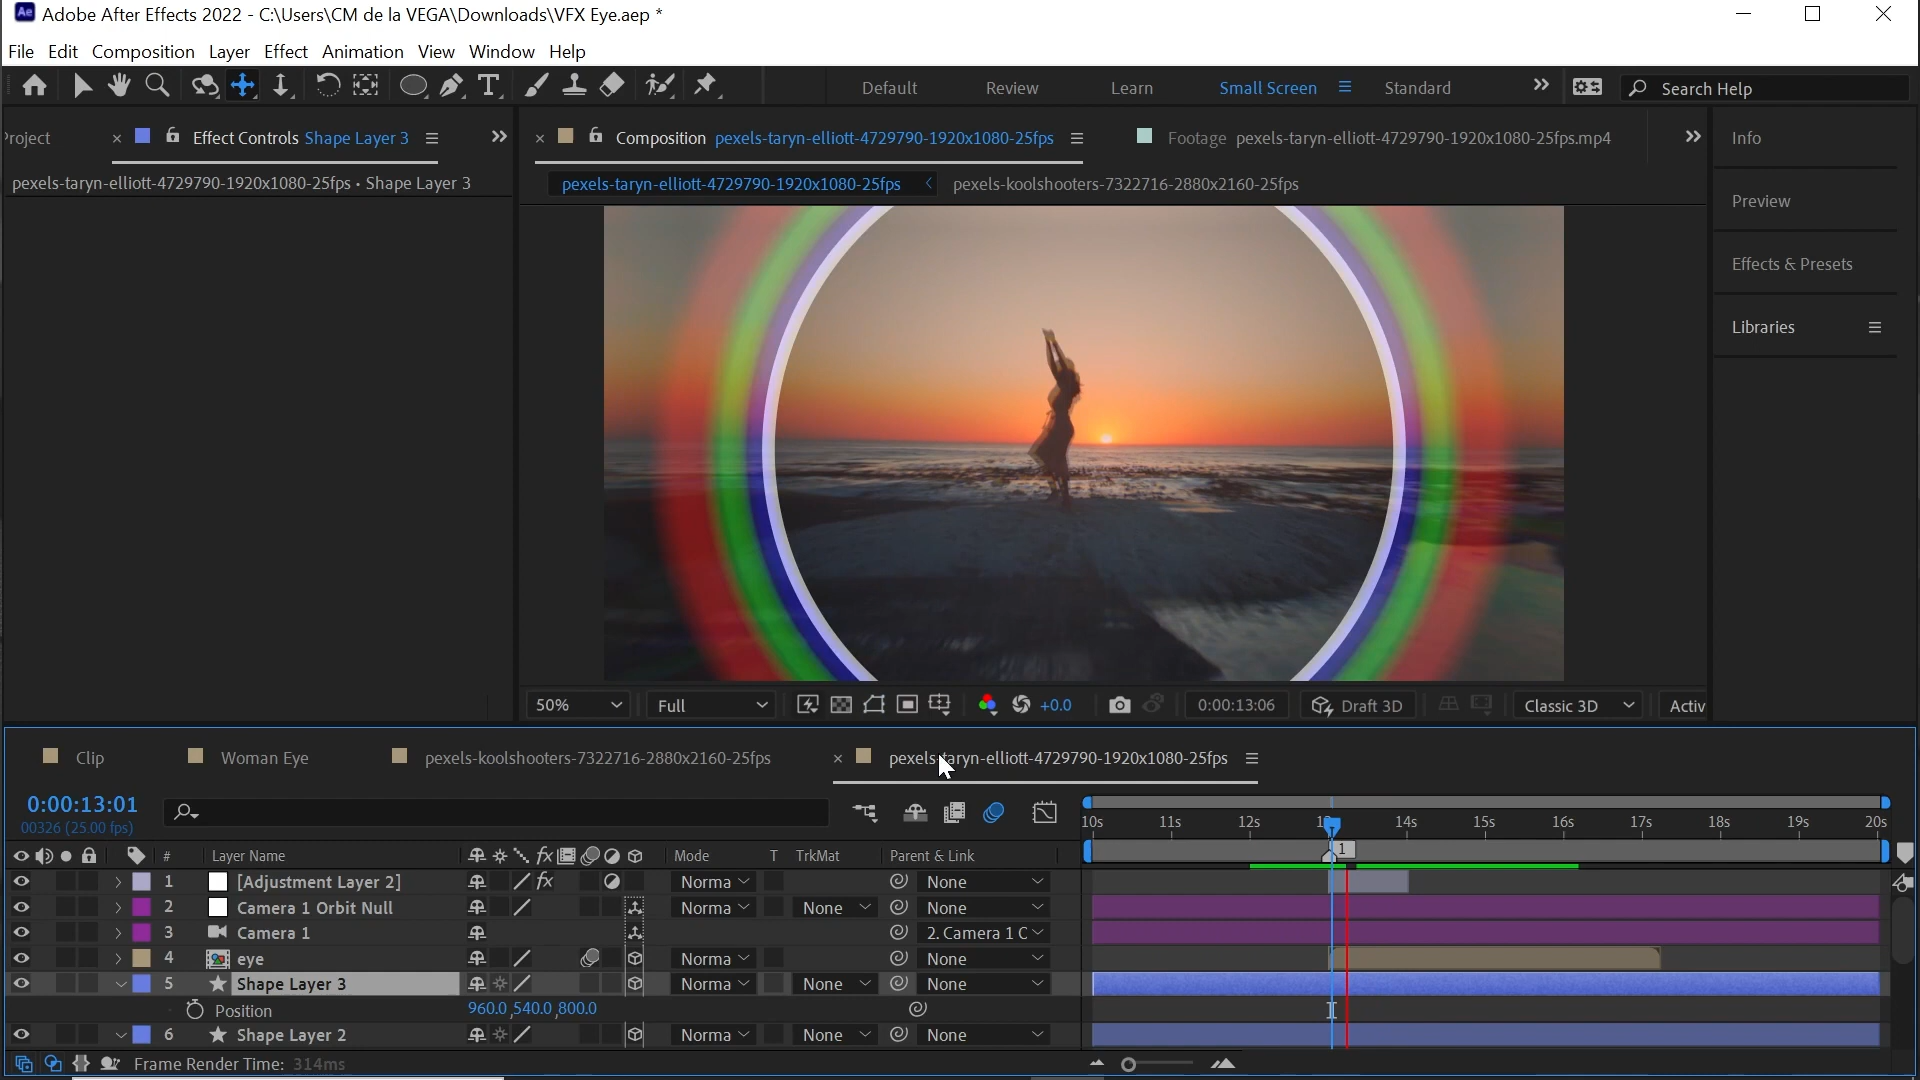 Adobe After Effects 2022 - C:\Users\CM de la VEGA\Downloads\VFX Eye.aep *
File Edit Composition Layer Effect Animation View Window Help
Default Review Learn Small Screen Standard Search Help
roject Effect Controls Shape Layer 3 Composition pexels-taryn-elliott-4729790-1920x1080-25fps Footage pexels-taryn-elliott-4729790-1920x1080-25fps.mp4 Info
pexels-taryn-elliott-4729790-1920x1080-25fps • Shape Layer 3 pexels-taryn-elliott-4729790-1920x1080-25fps pexels-koolshooters-7322716-2880x2160-25fps
Preview
Effects & Presets
Libraries
50% Full +0.0 0:00:13:06 Draft 3D Classic 3D Activ
Clip Woman Eye pexels-koolshooters-7322716-2880x2160-25fps pexels-taryn-elliott-4729790-1920x1080-25fps
0:00:13:01
00326 (25.00 fps)
10s 11s 12s 14s 15s 16s 17s 18s 19s 20s
# Layer Name Mode T TrkMat Parent & Link 1
1 [Adjustment Layer 2] fx Norma None
2 Camera 1 Orbit Null Norma None None
3 Camera 1 2. Camera 1 C
4 eye Norma None
5 Shape Layer 3 Norma None None
Position 960.0,540.0,800.0
6 Shape Layer 2 Norma None None
Frame Render Time: 314ms